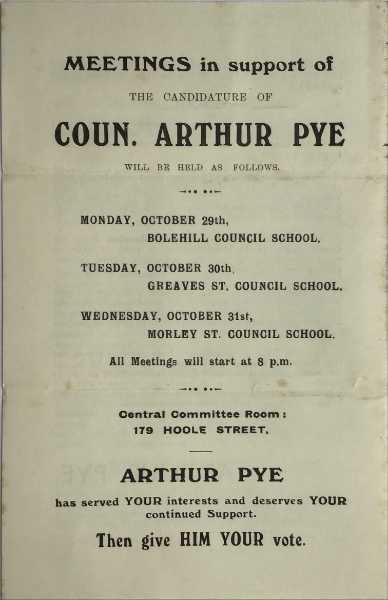 MEETINGS in support of
THE CANDIDATURE OF
COUN. ARTHUR PYE
WILL BE HELD AS FOLLOWS.
MONDAY, OCTOBER 29th,
BOLEHILL COUNCIL SCHOOL.
TUESDAY, OCTOBER 30th,
GREAVES ST. COUNCIL SCHOOL.
WEDNESDAY, OCTOBER 31st,
MORLEY ST. COUNCIL SCHOOL.
All Meetings will start at 8 p.m.
Central Committee Room:
179 HOOLE STREET.
ARTHUR PYE
has served YOUR interests and deserves YOUR
continued Support.
Then give HIM YOUR vote.